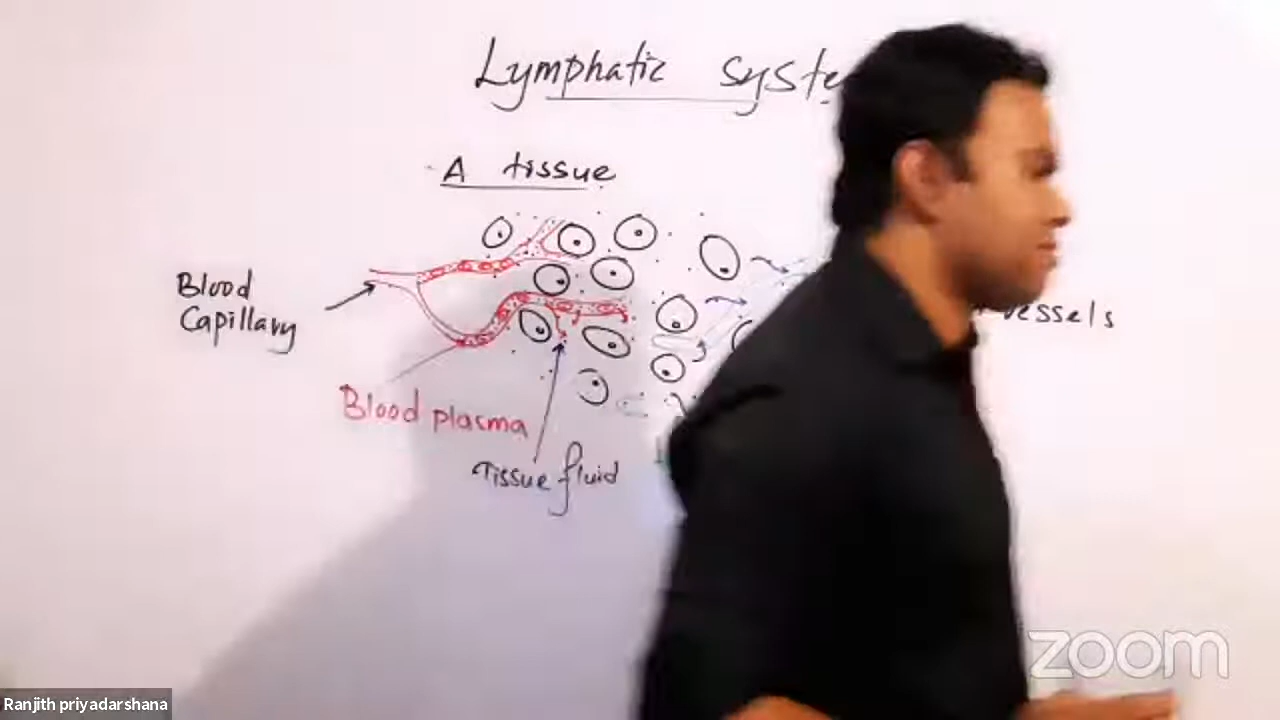 Lymphatic syste
A tissue
Blood
Capillary
vessels
Blood plasma
Tissue fluid
zoom
Ranjith priyadarshana